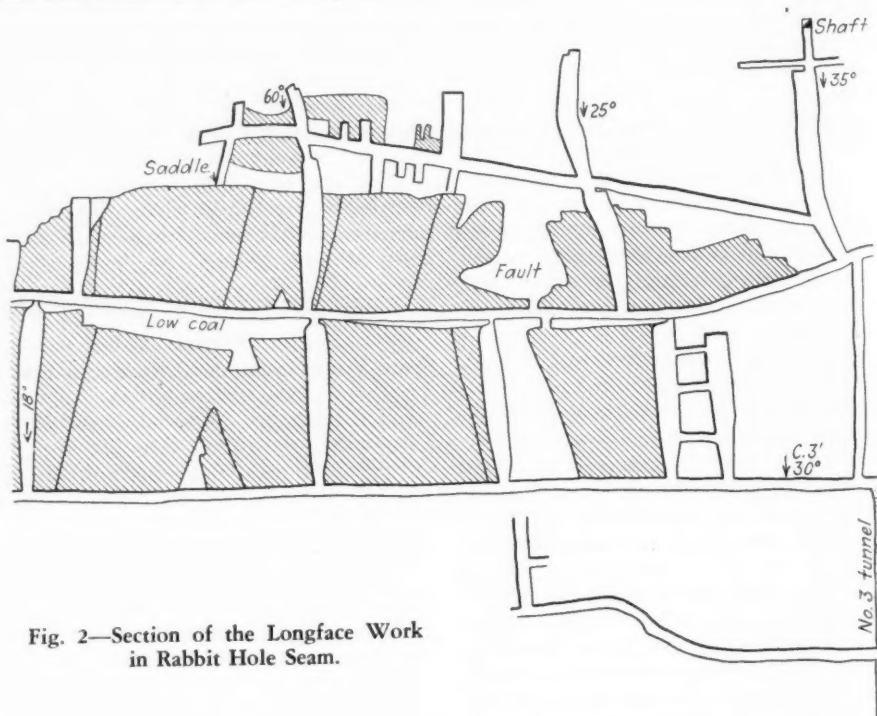 Shaft
60°
35°
25°
Saddle
Fault
Low coal
18°
C.3'
30°
No. 3 tunnel
Fig. 2—Section of the Longface Work
in Rabbit Hole Seam.